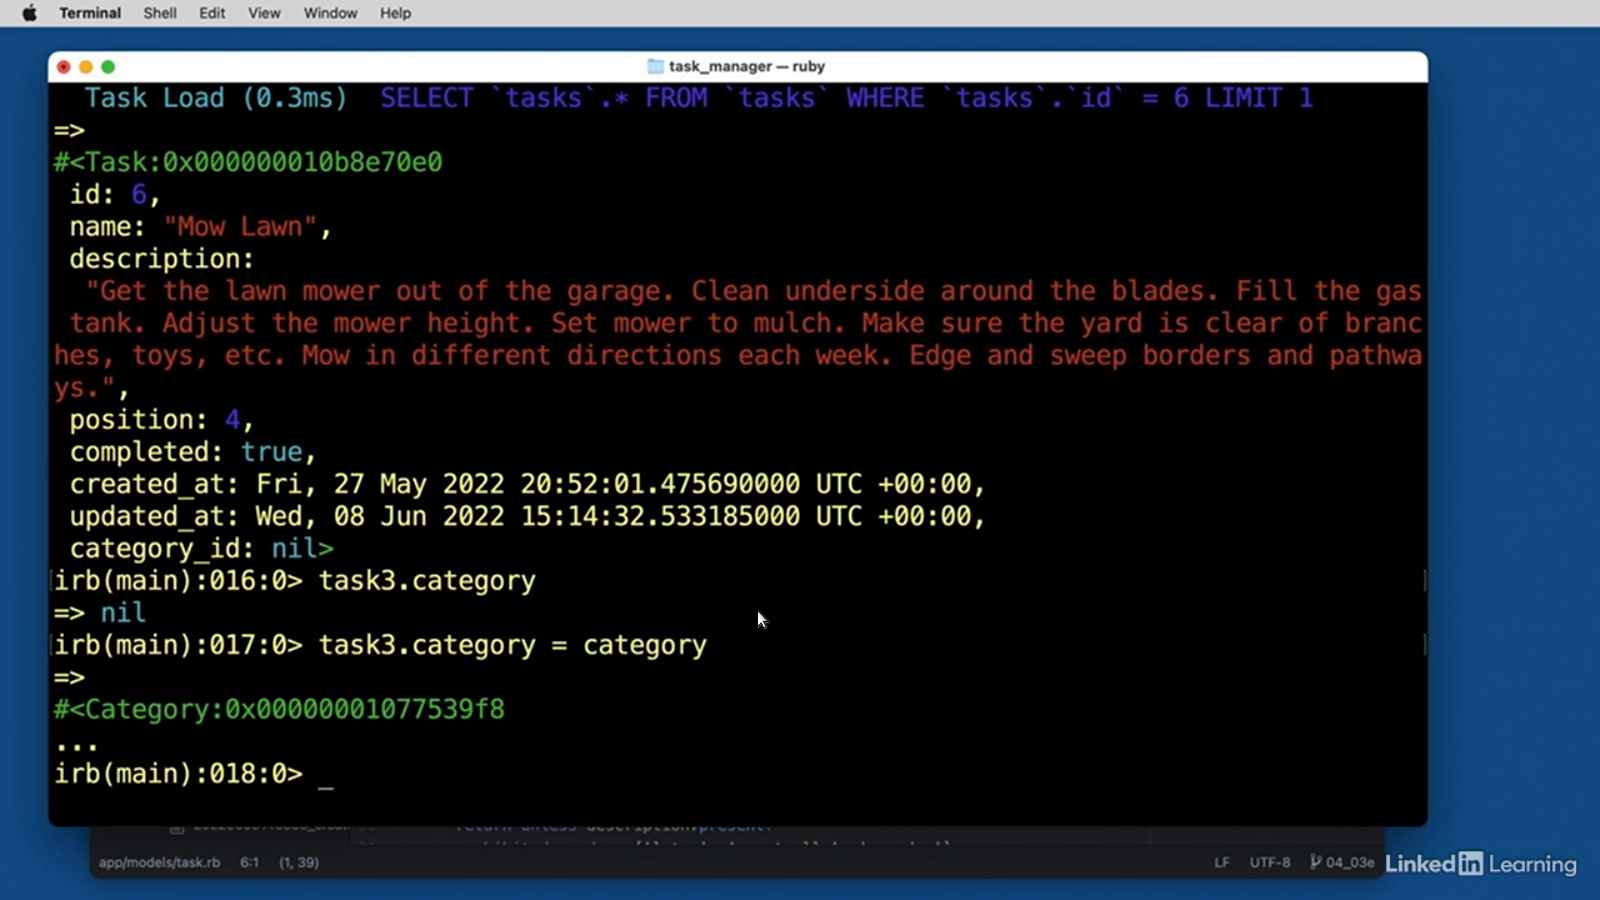 Terminal Shell Edit View Window Help
task_manager — ruby
Task Load (0.3ms)  SELECT `tasks`.* FROM `tasks` WHERE `tasks`.`id` = 6 LIMIT 1
=>
#<Task:0x000000010b8e70e0
id: 6,
name: "Mow Lawn",
description:
"Get the lawn mower out of the garage. Clean underside around the blades. Fill the gas
tank. Adjust the mower height. Set mower to mulch. Make sure the yard is clear of branc
hes, toys, etc. Mow in different directions each week. Edge and sweep borders and pathwa
ys.",
position: 4,
completed: true,
created_at: Fri, 27 May 2022 20:52:01.475690000 UTC +00:00,
updated_at: Wed, 08 Jun 2022 15:14:32.533185000 UTC +00:00,
category_id: nil>
irb(main):016:0> task3.category
=> nil
irb(main):017:0> task3.category = category
=>
#<Category:0x00000001077539f8
...
irb(main):018:0> _
app/models/task.rb 6:1 (1, 39) LF UTF-8 04_03e
LinkedIn Learning